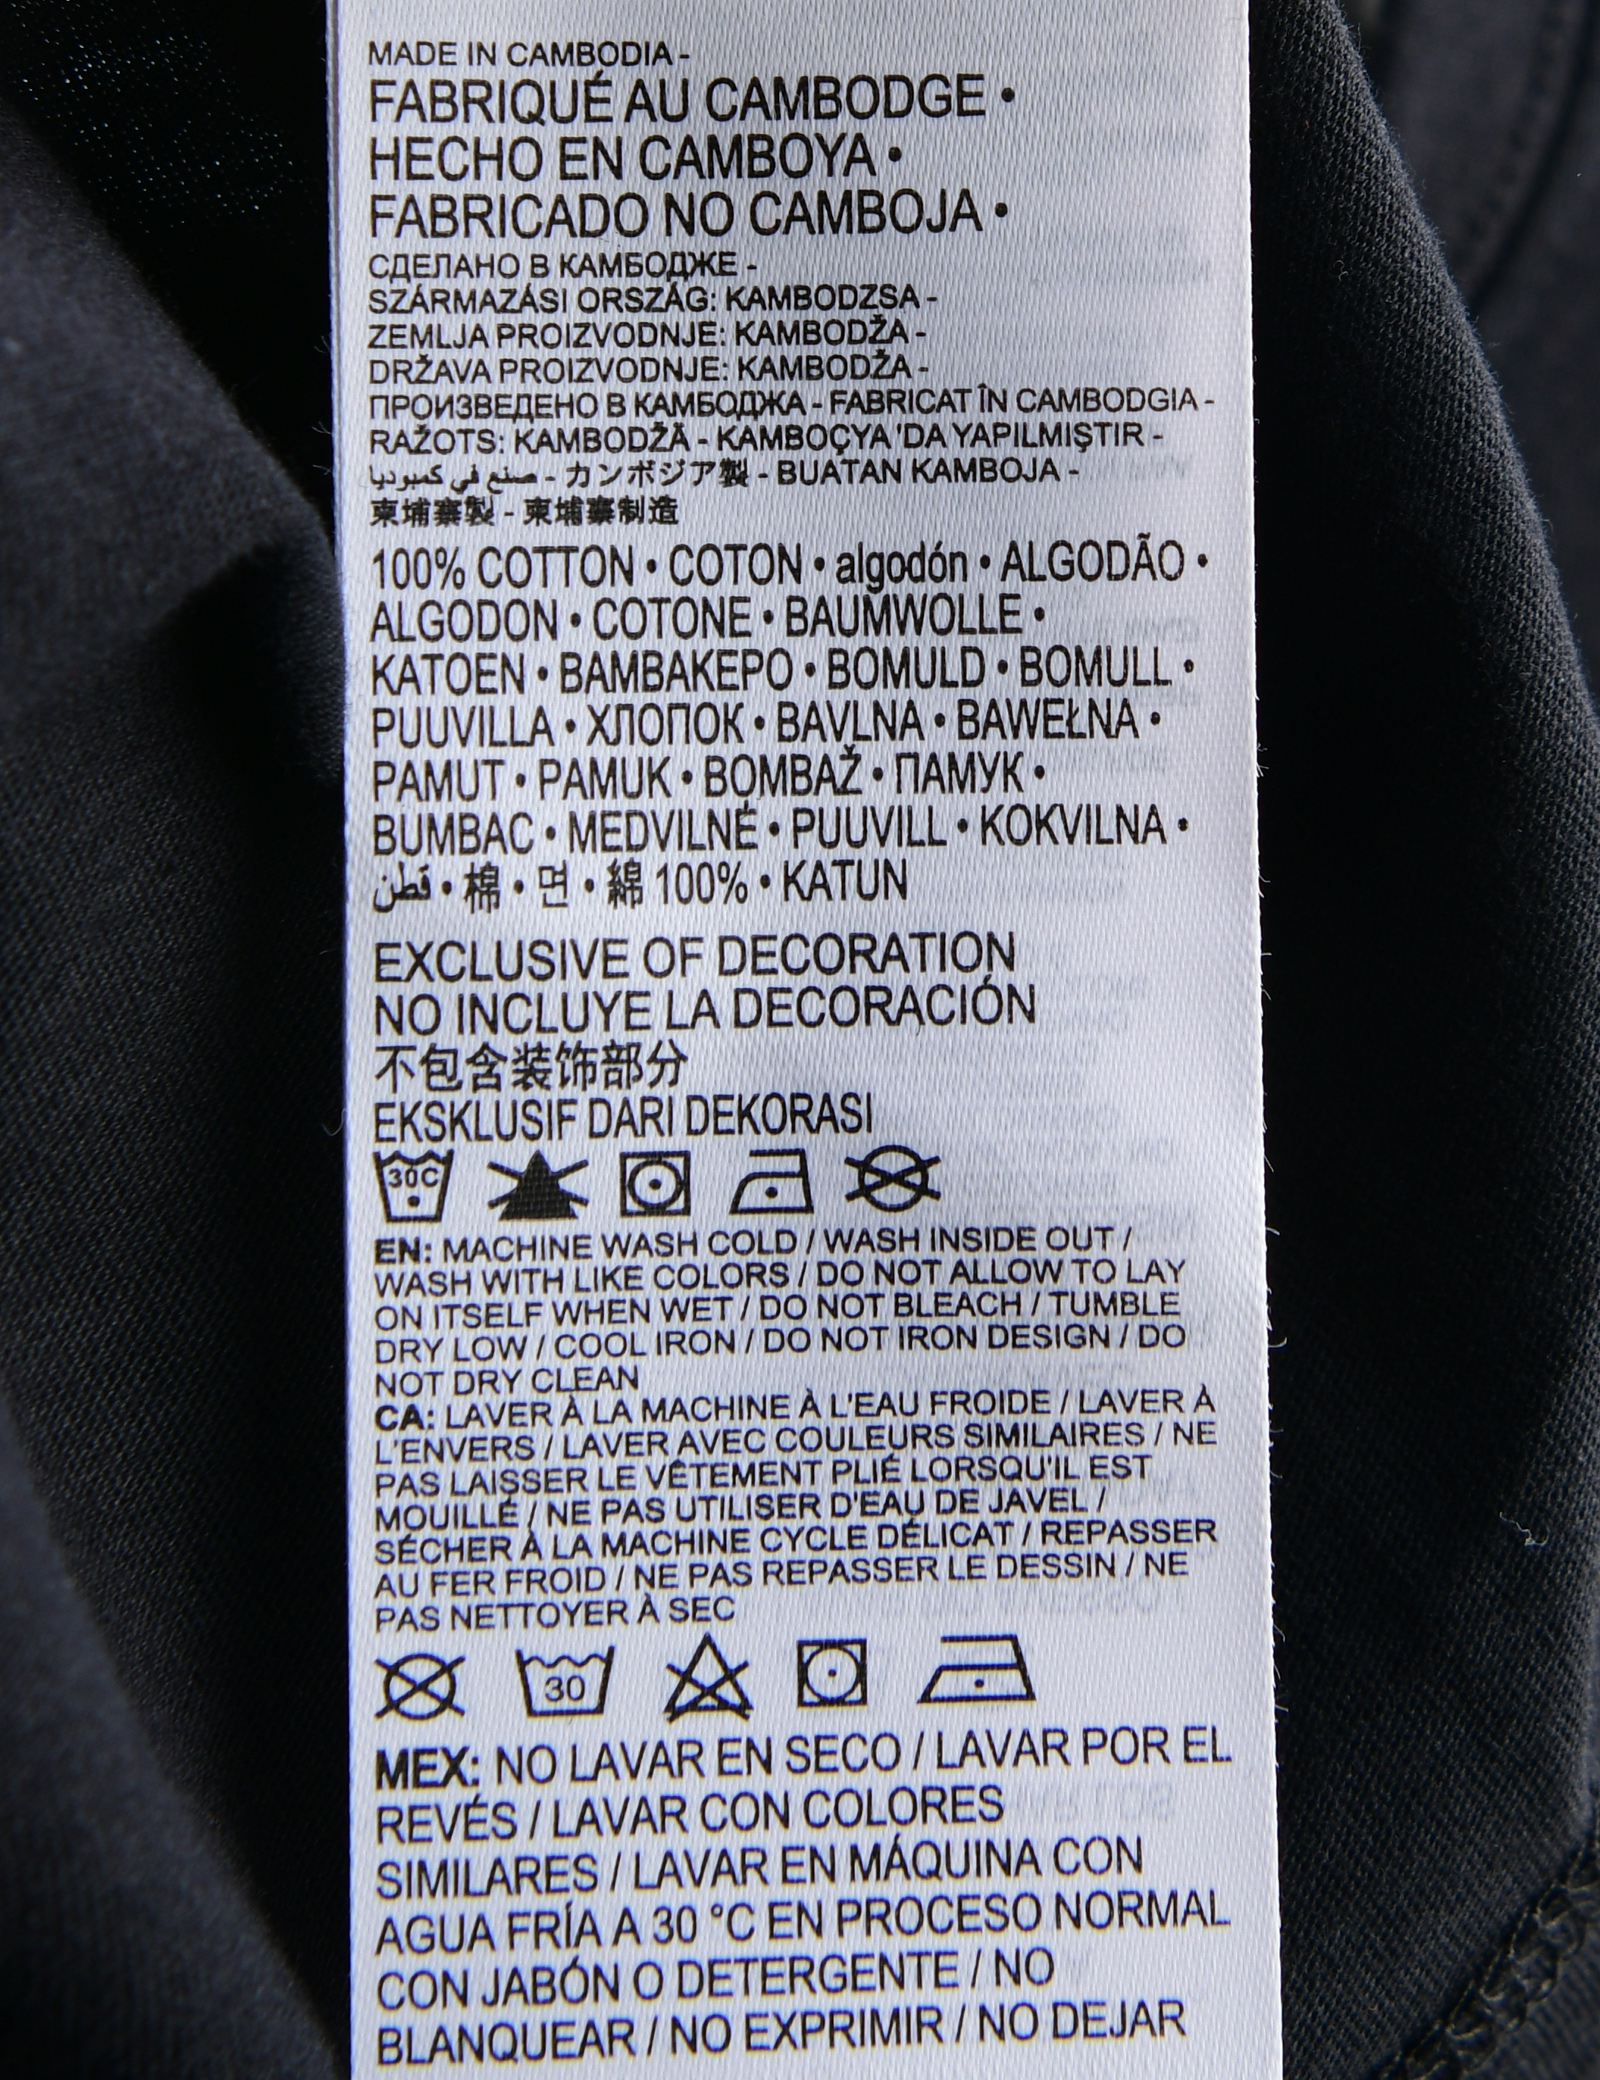 MADE IN CAMBODIA -
FABRIQUÉ AU CAMBODGE •
HECHO EN CAMBOYA •
FABRICADO NO CAMBOJA •
СДЕЛАНО В КАМБОДЖЕ -
SZÁRMAZÁSI ORSZÁG: KAMBODZSA -
ZEMLJA PROIZVODNJE: KAMBODŽA -
DRŽAVA PROIZVODNJE: KAMBODŽA -
ПРОИЗВЕДЕНО В КАМБОДЖА - FABRICAT ÎN CAMBODGIA -
RAŽOTS: KAMBODŽĀ - KAMBOÇYA 'DA YAPILMIŞTIR -
صنع في كمبوديا - カンボジア製 - BUATAN KAMBOJA -
柬埔寨製 - 柬埔寨制造
100% COTTON • COTON • algodón • ALGODÃO •
ALGODON • COTONE • BAUMWOLLE •
KATOEN • ΒΑΜΒΑΚΕΡΟ • BOMULD • BOMULL •
PUUVILLA • ХЛОПОК • BAVLNA • BAWEŁNA •
PAMUT • PAMUK • BOMBAŽ • ПАМУК •
BUMBAC • MEDVILNĖ • PUUVILL • KOKVILNA •
قطن • 棉 • 면 • 綿 100% • KATUN
EXCLUSIVE OF DECORATION
NO INCLUYE LA DECORACIÓN
不包含装饰部分
EKSKLUSIF DARI DEKORASI
30C
EN: MACHINE WASH COLD / WASH INSIDE OUT /
WASH WITH LIKE COLORS / DO NOT ALLOW TO LAY
ON ITSELF WHEN WET / DO NOT BLEACH / TUMBLE
DRY LOW / COOL IRON / DO NOT IRON DESIGN / DO
NOT DRY CLEAN
CA: LAVER À LA MACHINE À L'EAU FROIDE / LAVER À
L'ENVERS / LAVER AVEC COULEURS SIMILAIRES / NE
PAS LAISSER LE VÊTEMENT PLIÉ LORSQU'IL EST
MOUILLÉ / NE PAS UTILISER D'EAU DE JAVEL /
SÉCHER À LA MACHINE CYCLE DÉLICAT / REPASSER
AU FER FROID / NE PAS REPASSER LE DESSIN / NE
PAS NETTOYER À SEC
30
MEX: NO LAVAR EN SECO / LAVAR POR EL
REVÉS / LAVAR CON COLORES
SIMILARES / LAVAR EN MÁQUINA CON
AGUA FRÍA A 30 °C EN PROCESO NORMAL
CON JABÓN O DETERGENTE / NO
BLANQUEAR / NO EXPRIMIR / NO DEJAR